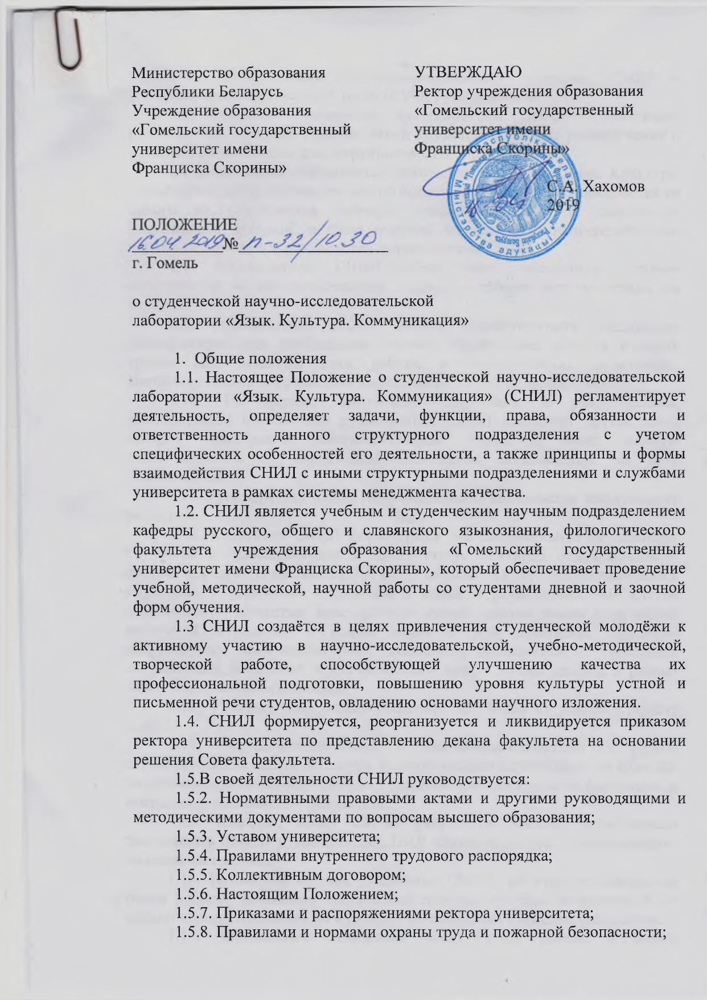 Министерство образования
Республики Беларусь
Учреждение образования
«Гомельский государственный
университет имени
Франциска Скорины»
УТВЕРЖДАЮ
Ректор учреждения образования
«Гомельский государственный
университет имени
Франциска Скорины»
С.А. Хахомов
16.04 2019
ПОЛОЖЕНИЕ
16.04. 2019 № п-32/10.30
г. Гомель
о студенческой научно-исследовательской
лаборатории «Язык. Культура. Коммуникация»
1. Общие положения
1.1. Настоящее Положение о студенческой научно-исследовательской
лаборатории «Язык. Культура. Коммуникация» (СНИЛ) регламентирует
деятельность, определяет задачи, функции, права, обязанности и
ответственность данного структурного подразделения с учетом
специфических особенностей его деятельности, а также принципы и формы
взаимодействия СНИЛ с иными структурными подразделениями и службами
университета в рамках системы менеджмента качества.
1.2. СНИЛ является учебным и студенческим научным подразделением
кафедры русского, общего и славянского языкознания, филологического
факультета учреждения образования «Гомельский государственный
университет имени Франциска Скорины», который обеспечивает проведение
учебной, методической, научной работы со студентами дневной и заочной
форм обучения.
1.3 СНИЛ создаётся в целях привлечения студенческой молодёжи к
активному участию в научно-исследовательской, учебно-методической,
творческой работе, способствующей улучшению качества их
профессиональной подготовки, повышению уровня культуры устной и
письменной речи студентов, овладению основами научного изложения.
1.4. СНИЛ формируется, реорганизуется и ликвидируется приказом
ректора университета по представлению декана факультета на основании
решения Совета факультета.
1.5.В своей деятельности СНИЛ руководствуется:
1.5.2. Нормативными правовыми актами и другими руководящими и
методическими документами по вопросам высшего образования;
1.5.3. Уставом университета;
1.5.4. Правилами внутреннего трудового распорядка;
1.5.5. Коллективным договором;
1.5.6. Настоящим Положением;
1.5.7. Приказами и распоряжениями ректора университета;
1.5.8. Правилами и нормами охраны труда и пожарной безопасности;